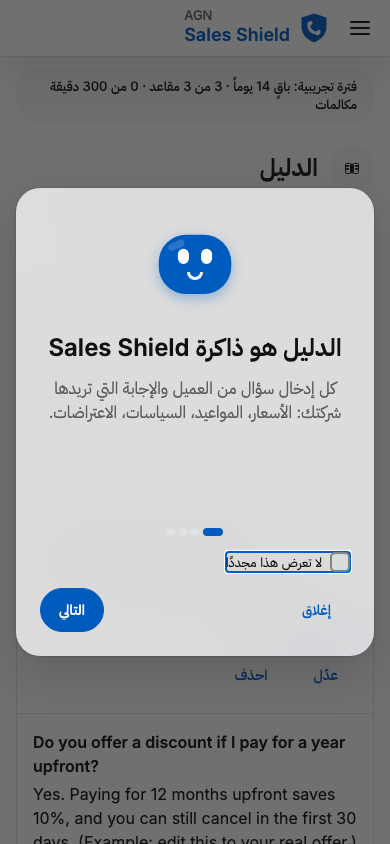 AGN
Sales Shield
فترة تجريبية: باقٍ 14 يوماً · 3 من 3 مقاعد · 0 من 300 دقيقة
مكالمات
الدليل
الدليل هو ذاكرة Sales Shield
كل إدخال سؤال من العميل والإجابة التي تريدها
شركتك: الأسعار، المواعيد، السياسات، الاعتراضات.
لا تعرض هذا مجددًا
إغلاق
التالي
عدّل
احذف
Do you offer a discount if I pay for a year
upfront?
Yes. Paying for 12 months upfront saves
10%, and you can still cancel in the first 30
days. (Example: edit this to your real offer.)